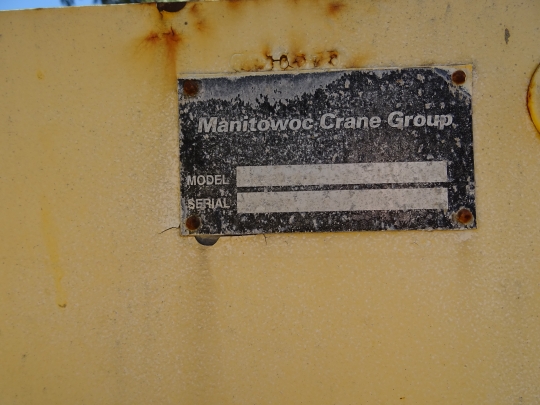 Manitowoc Crane Group
MODEL
SERIAL